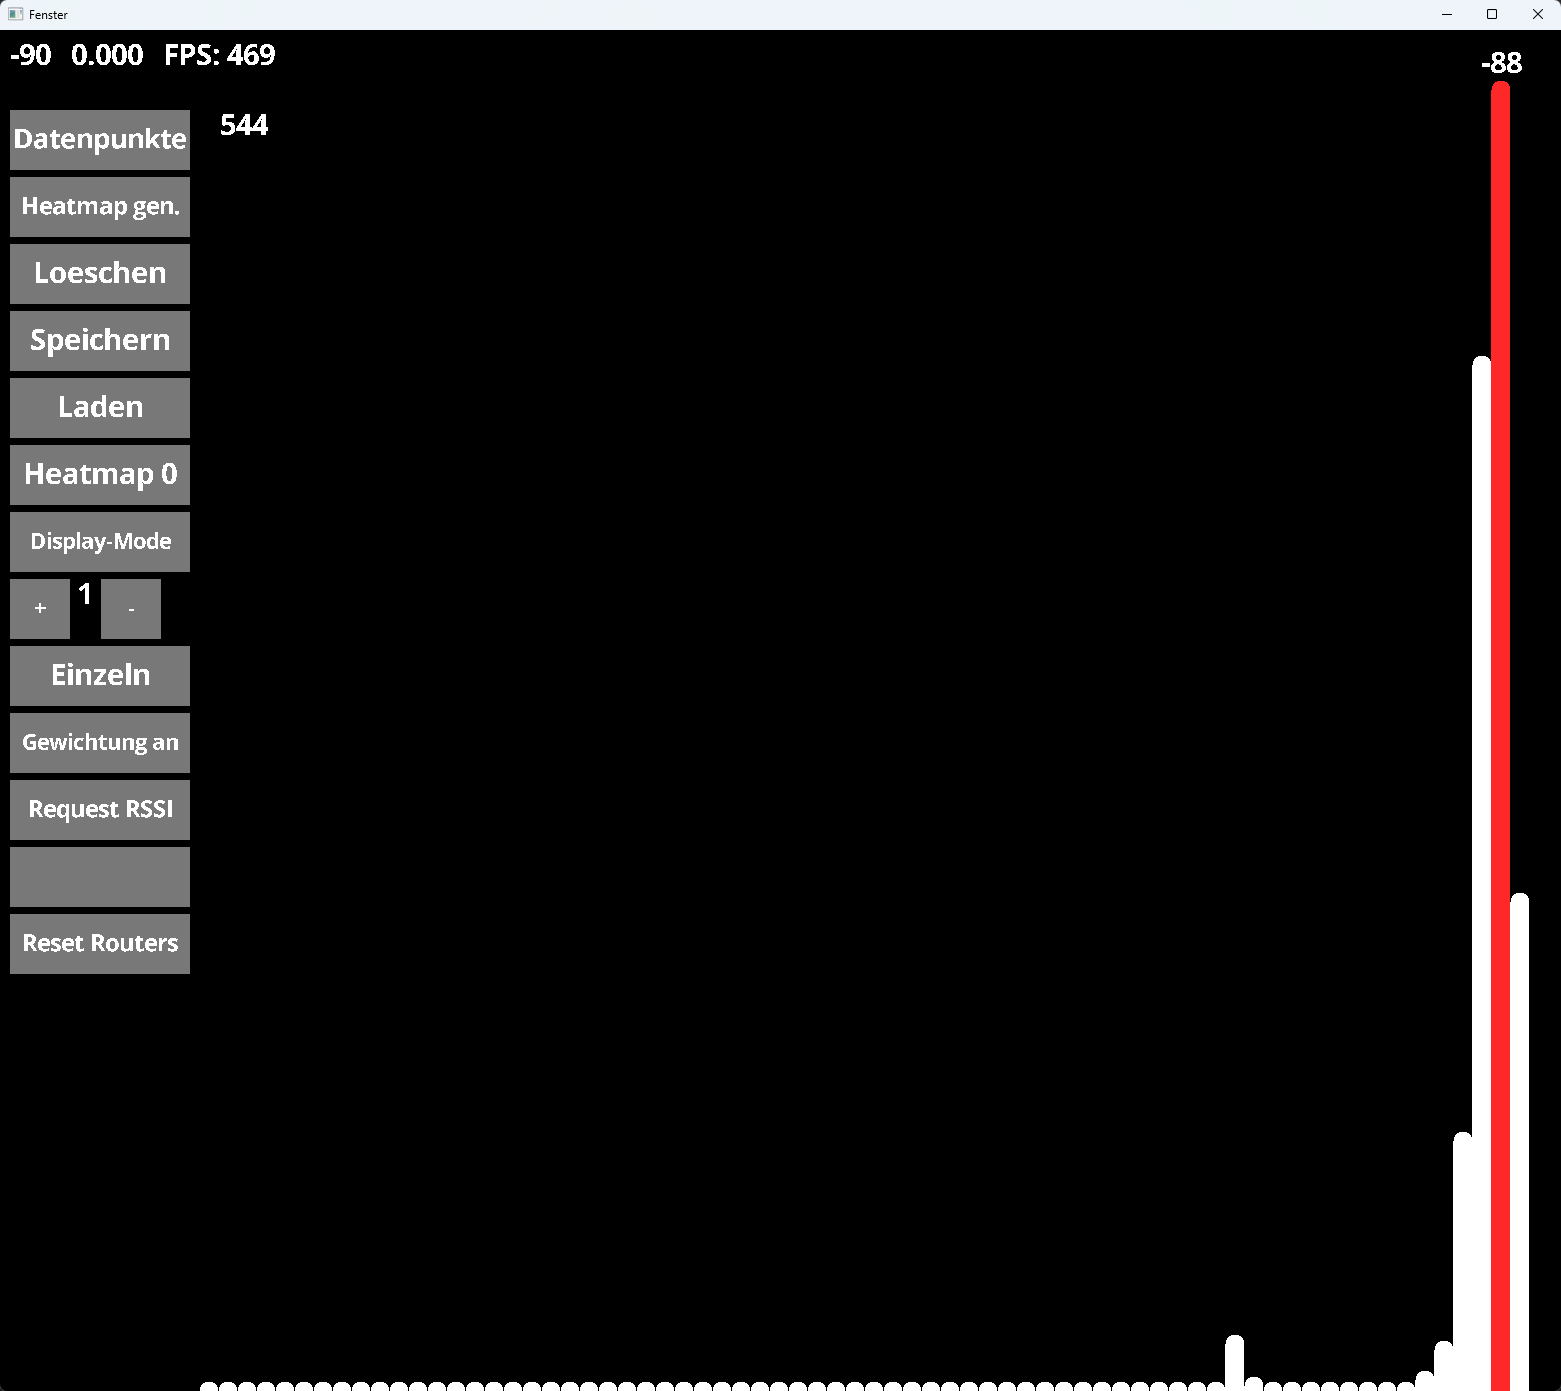 Fenster
-90 0.000 FPS: 469
-88
Datenpunkte
544
Heatmap gen.
Loeschen
Speichern
Laden
Heatmap 0
Display-Mode
+ 1 -
Einzeln
Gewichtung an
Request RSSI
Reset Routers